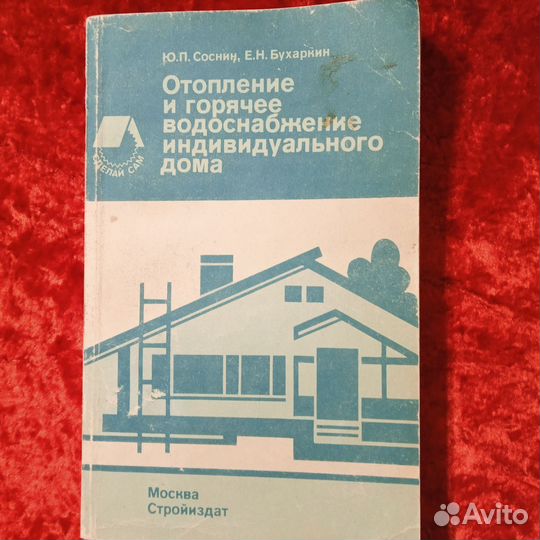 Ю.П. Соснин, Е.Н. Бухаркин
Отопление
и горячее
водоснабжение
индивидуального
дома
СДЕЛАЙ САМ
Москва
Стройиздат
Avito